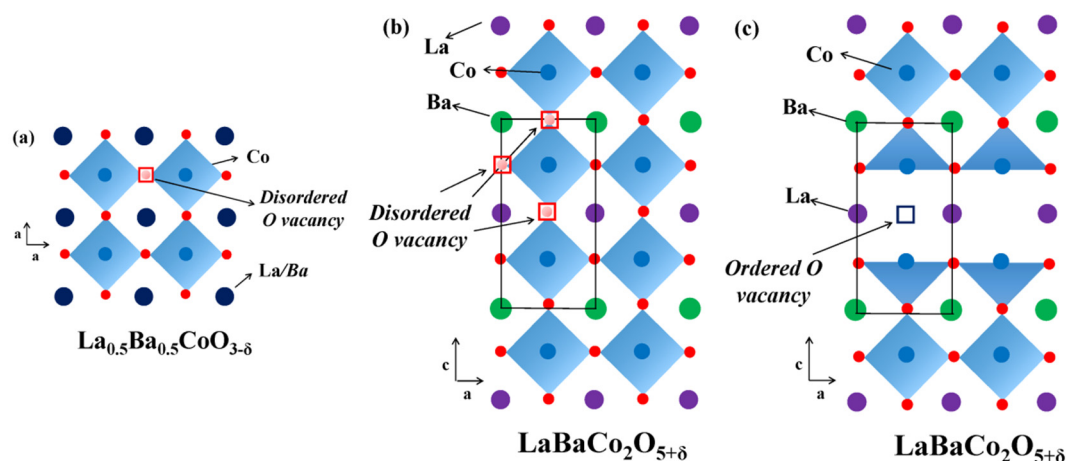 (a)
Co
Disordered
O vacancy
a
a
La/Ba
La0.5Ba0.5CoO3-δ
(b)
La
Co
Ba
Disordered
O vacancy
c
a
LaBaCo2O5+δ
(c)
Co
Ba
La
Ordered O
vacancy
c
a
LaBaCo2O5+δ